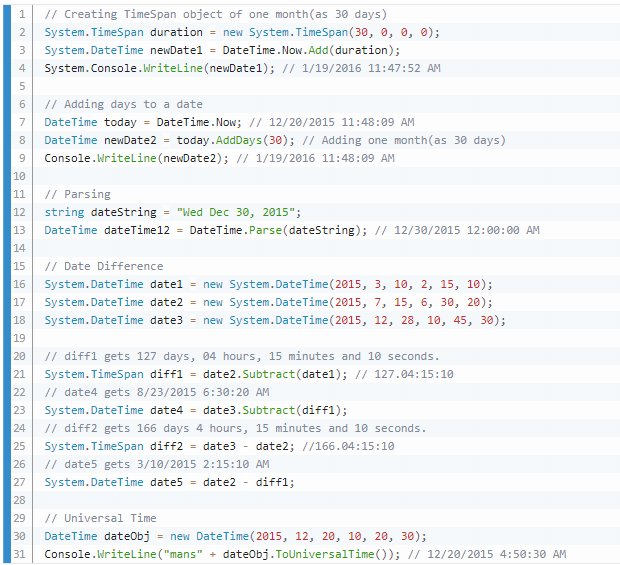 1 // Creating TimeSpan object of one month(as 30 days)
2 System.TimeSpan duration = new System.TimeSpan(30, 0, 0, 0);
3 System.DateTime newDate1 = DateTime.Now.Add(duration);
4 System.Console.WriteLine(newDate1); // 1/19/2016 11:47:52 AM
5
6 // Adding days to a date
7 DateTime today = DateTime.Now; // 12/20/2015 11:48:09 AM
8 DateTime newDate2 = today.AddDays(30); // Adding one month(as 30 days)
9 Console.WriteLine(newDate2); // 1/19/2016 11:48:09 AM
10
11 // Parsing
12 string dateString = "Wed Dec 30, 2015";
13 DateTime dateTime12 = DateTime.Parse(dateString); // 12/30/2015 12:00:00 AM
14
15 // Date Difference
16 System.DateTime date1 = new System.DateTime(2015, 3, 10, 2, 15, 10);
17 System.DateTime date2 = new System.DateTime(2015, 7, 15, 6, 30, 20);
18 System.DateTime date3 = new System.DateTime(2015, 12, 28, 10, 45, 30);
19
20 // diff1 gets 127 days, 04 hours, 15 minutes and 10 seconds.
21 System.TimeSpan diff1 = date2.Subtract(date1); // 127.04:15:10
22 // date4 gets 8/23/2015 6:30:20 AM
23 System.DateTime date4 = date3.Subtract(diff1);
24 // diff2 gets 166 days 4 hours, 15 minutes and 10 seconds.
25 System.TimeSpan diff2 = date3 - date2; //166.04:15:10
26 // date5 gets 3/10/2015 2:15:10 AM
27 System.DateTime date5 = date2 - diff1;
28
29 // Universal Time
30 DateTime dateObj = new DateTime(2015, 12, 20, 10, 20, 30);
31 Console.WriteLine("mans" + dateObj.ToUniversalTime()); // 12/20/2015 4:50:30 AM